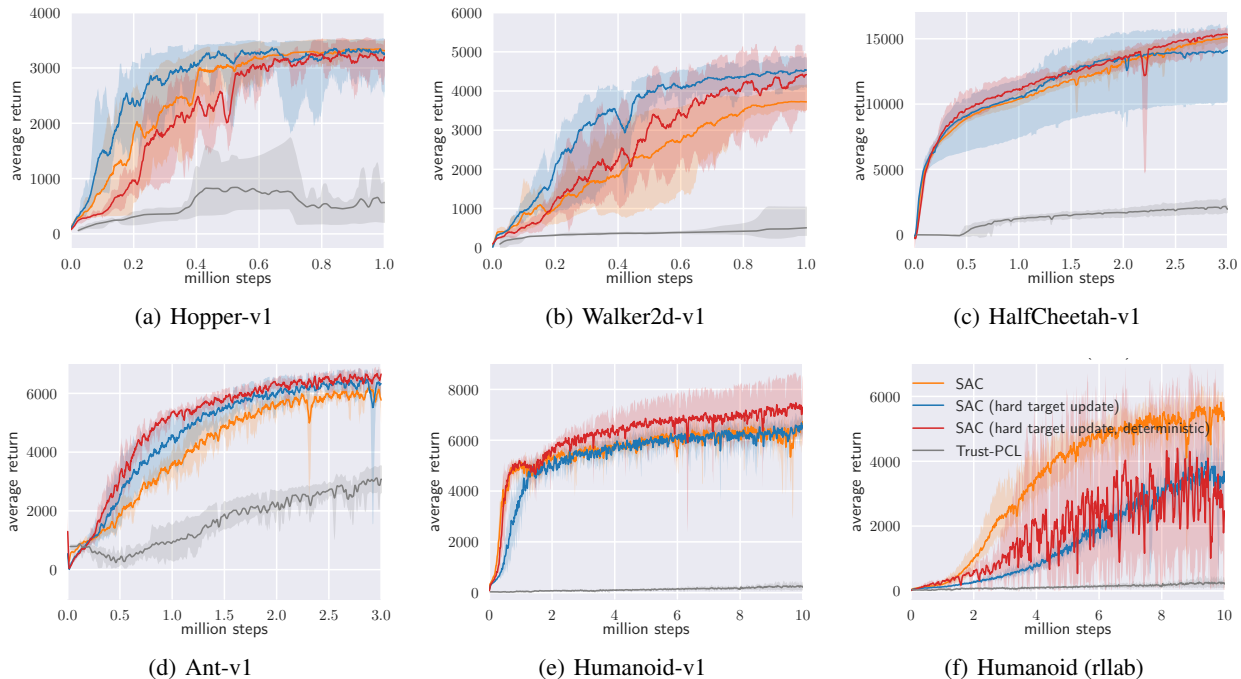 4000
3000
2000
1000
0
average return
0.0 0.2 0.4 0.6 0.8 1.0
million steps
(a) Hopper-v1
6000
5000
4000
3000
2000
1000
0
average return
0.0 0.2 0.4 0.6 0.8 1.0
million steps
(b) Walker2d-v1
15000
10000
5000
0
average return
0.0 0.5 1.0 1.5 2.0 2.5 3.0
million steps
(c) HalfCheetah-v1
6000
4000
2000
0
average return
0.0 0.5 1.0 1.5 2.0 2.5 3.0
million steps
(d) Ant-v1
8000
6000
4000
2000
0
average return
0 2 4 6 8 10
million steps
(e) Humanoid-v1
6000
4000
2000
0
average return
SAC
SAC (hard target update)
SAC (hard target update, deterministic)
Trust-PCL
0 2 4 6 8 10
million steps
(f) Humanoid (rllab)